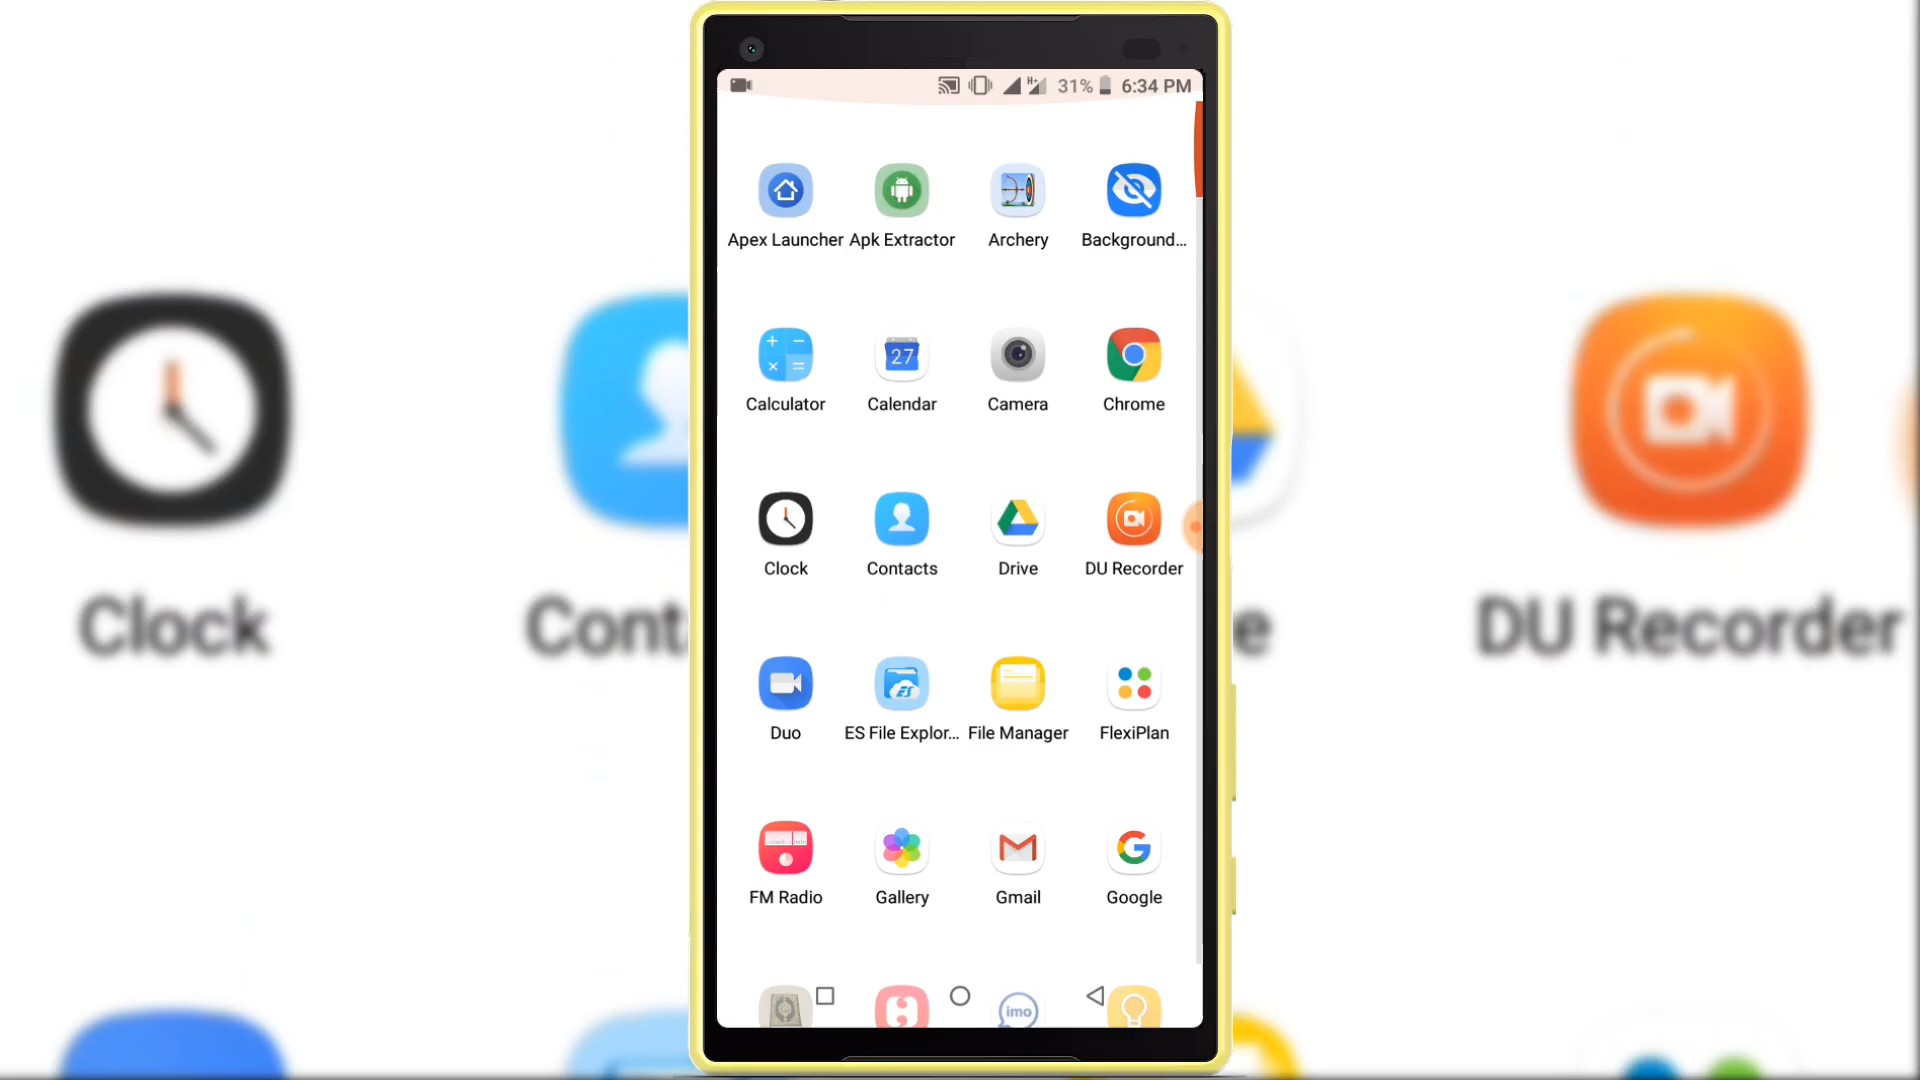 31% 6:34 PM
Apex Launcher Apk Extractor Archery Background...
27
Calculator Calendar Camera Chrome
Clock Contacts Drive DU Recorder
Clock Cont e DU Recorder
ES
Duo ES File Explor... File Manager FlexiPlan
FM Radio Gallery Gmail Google
imo